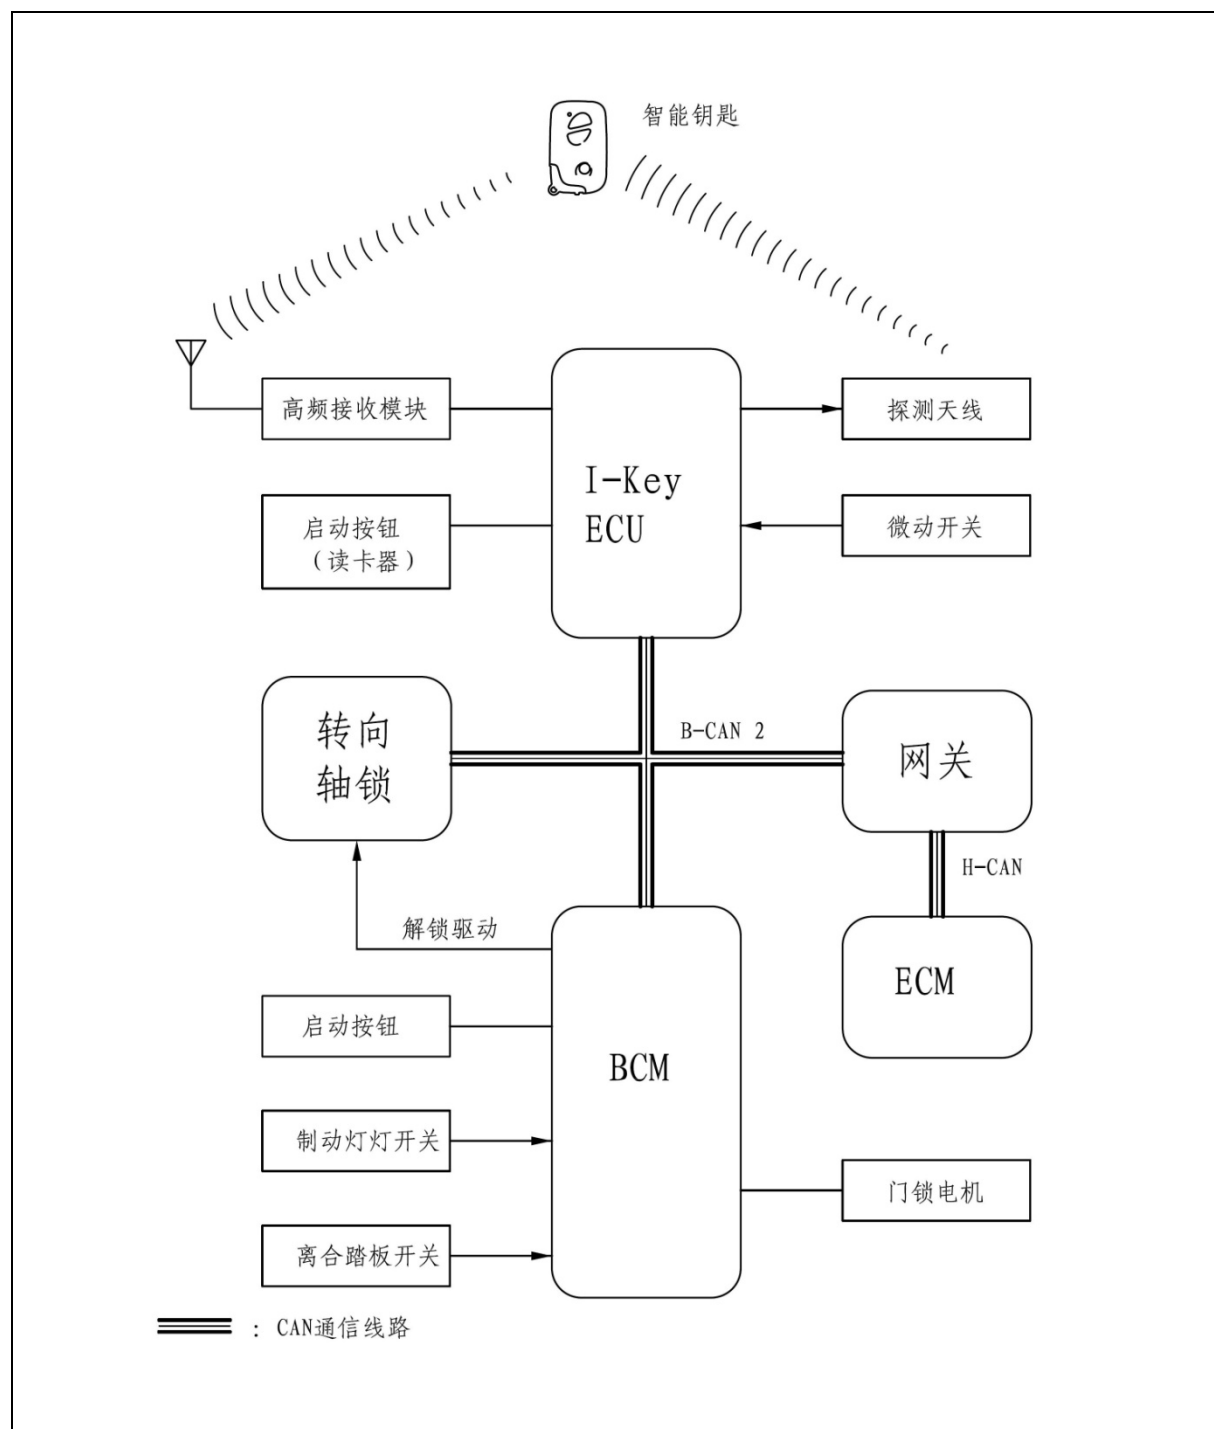 智能钥匙
高频接收模块
探测天线
I-Key
ECU
启动按钮
（读卡器）
微动开关
转向
轴锁
B-CAN 2
网关
H-CAN
解锁驱动
ECM
启动按钮
BCM
制动灯灯开关
门锁电机
离合踏板开关
：CAN通信线路